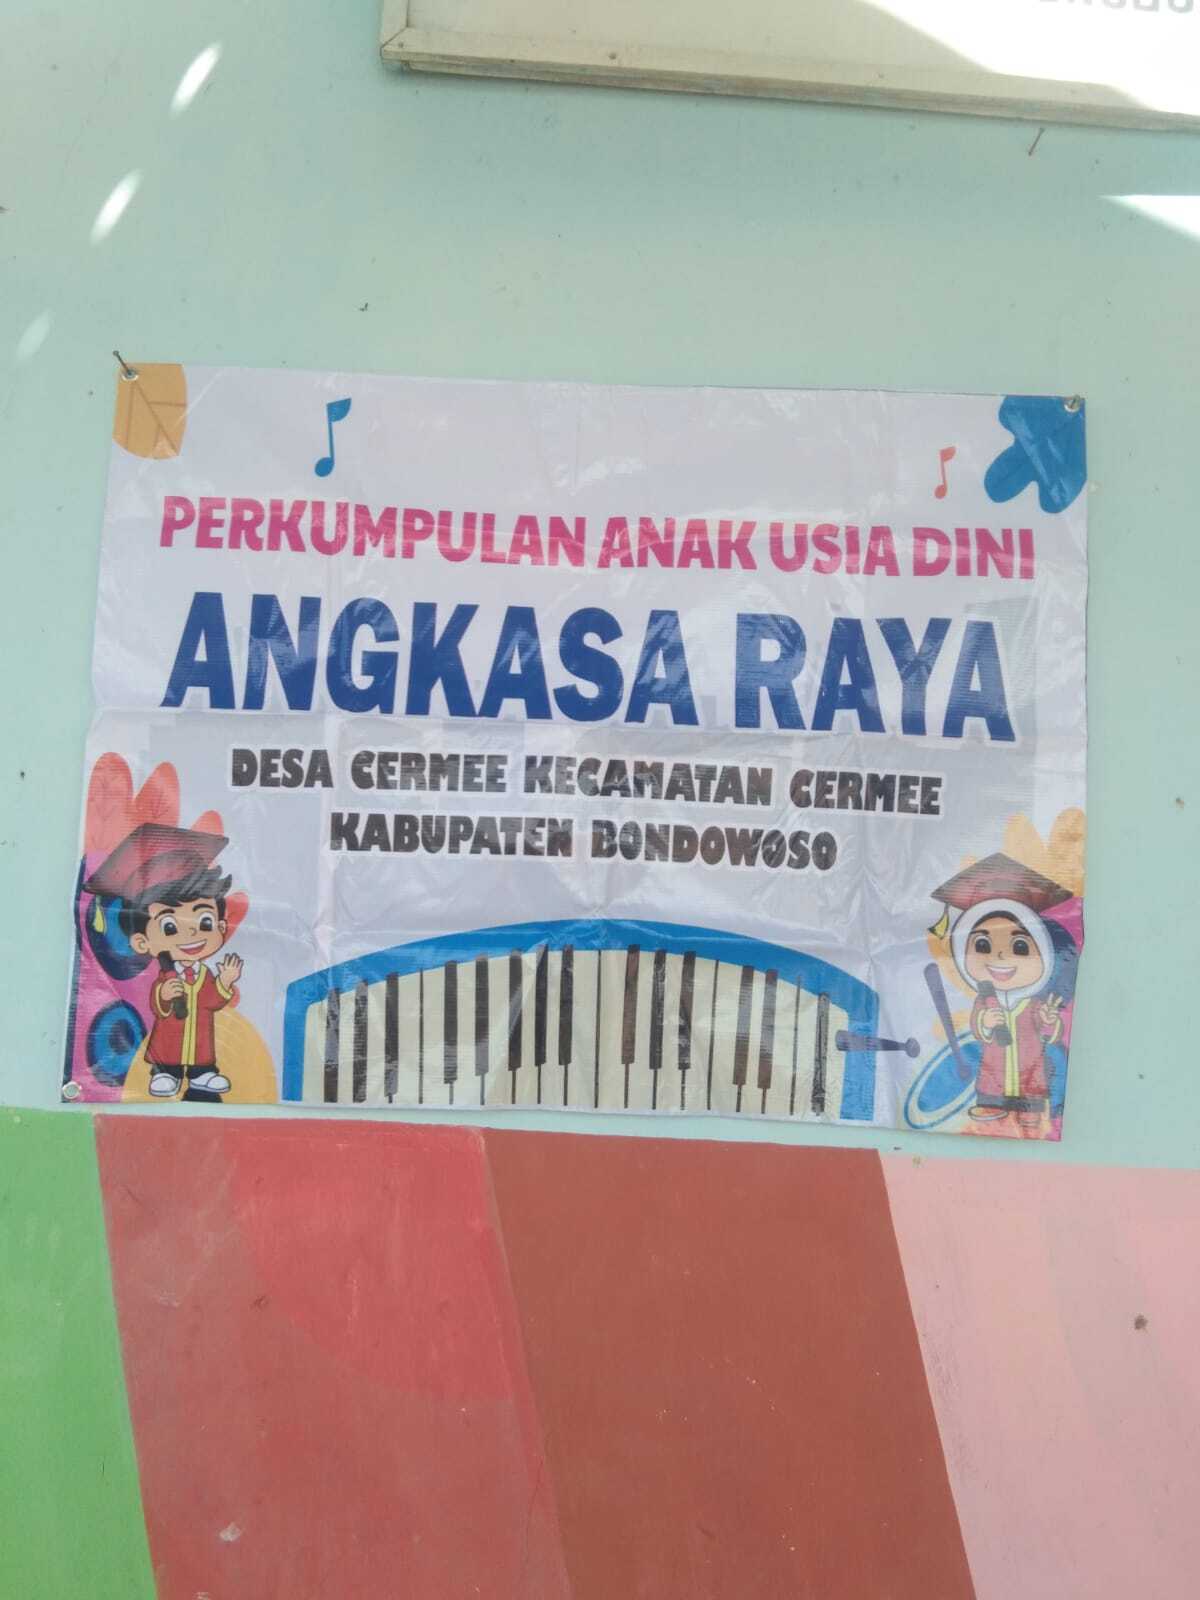 PERKUMPULAN ANAK USIA DINI
ANGKASA RAYA
DESA CERMEE KECAMATAN CERMEE
KABUPATEN BONDOWOSO